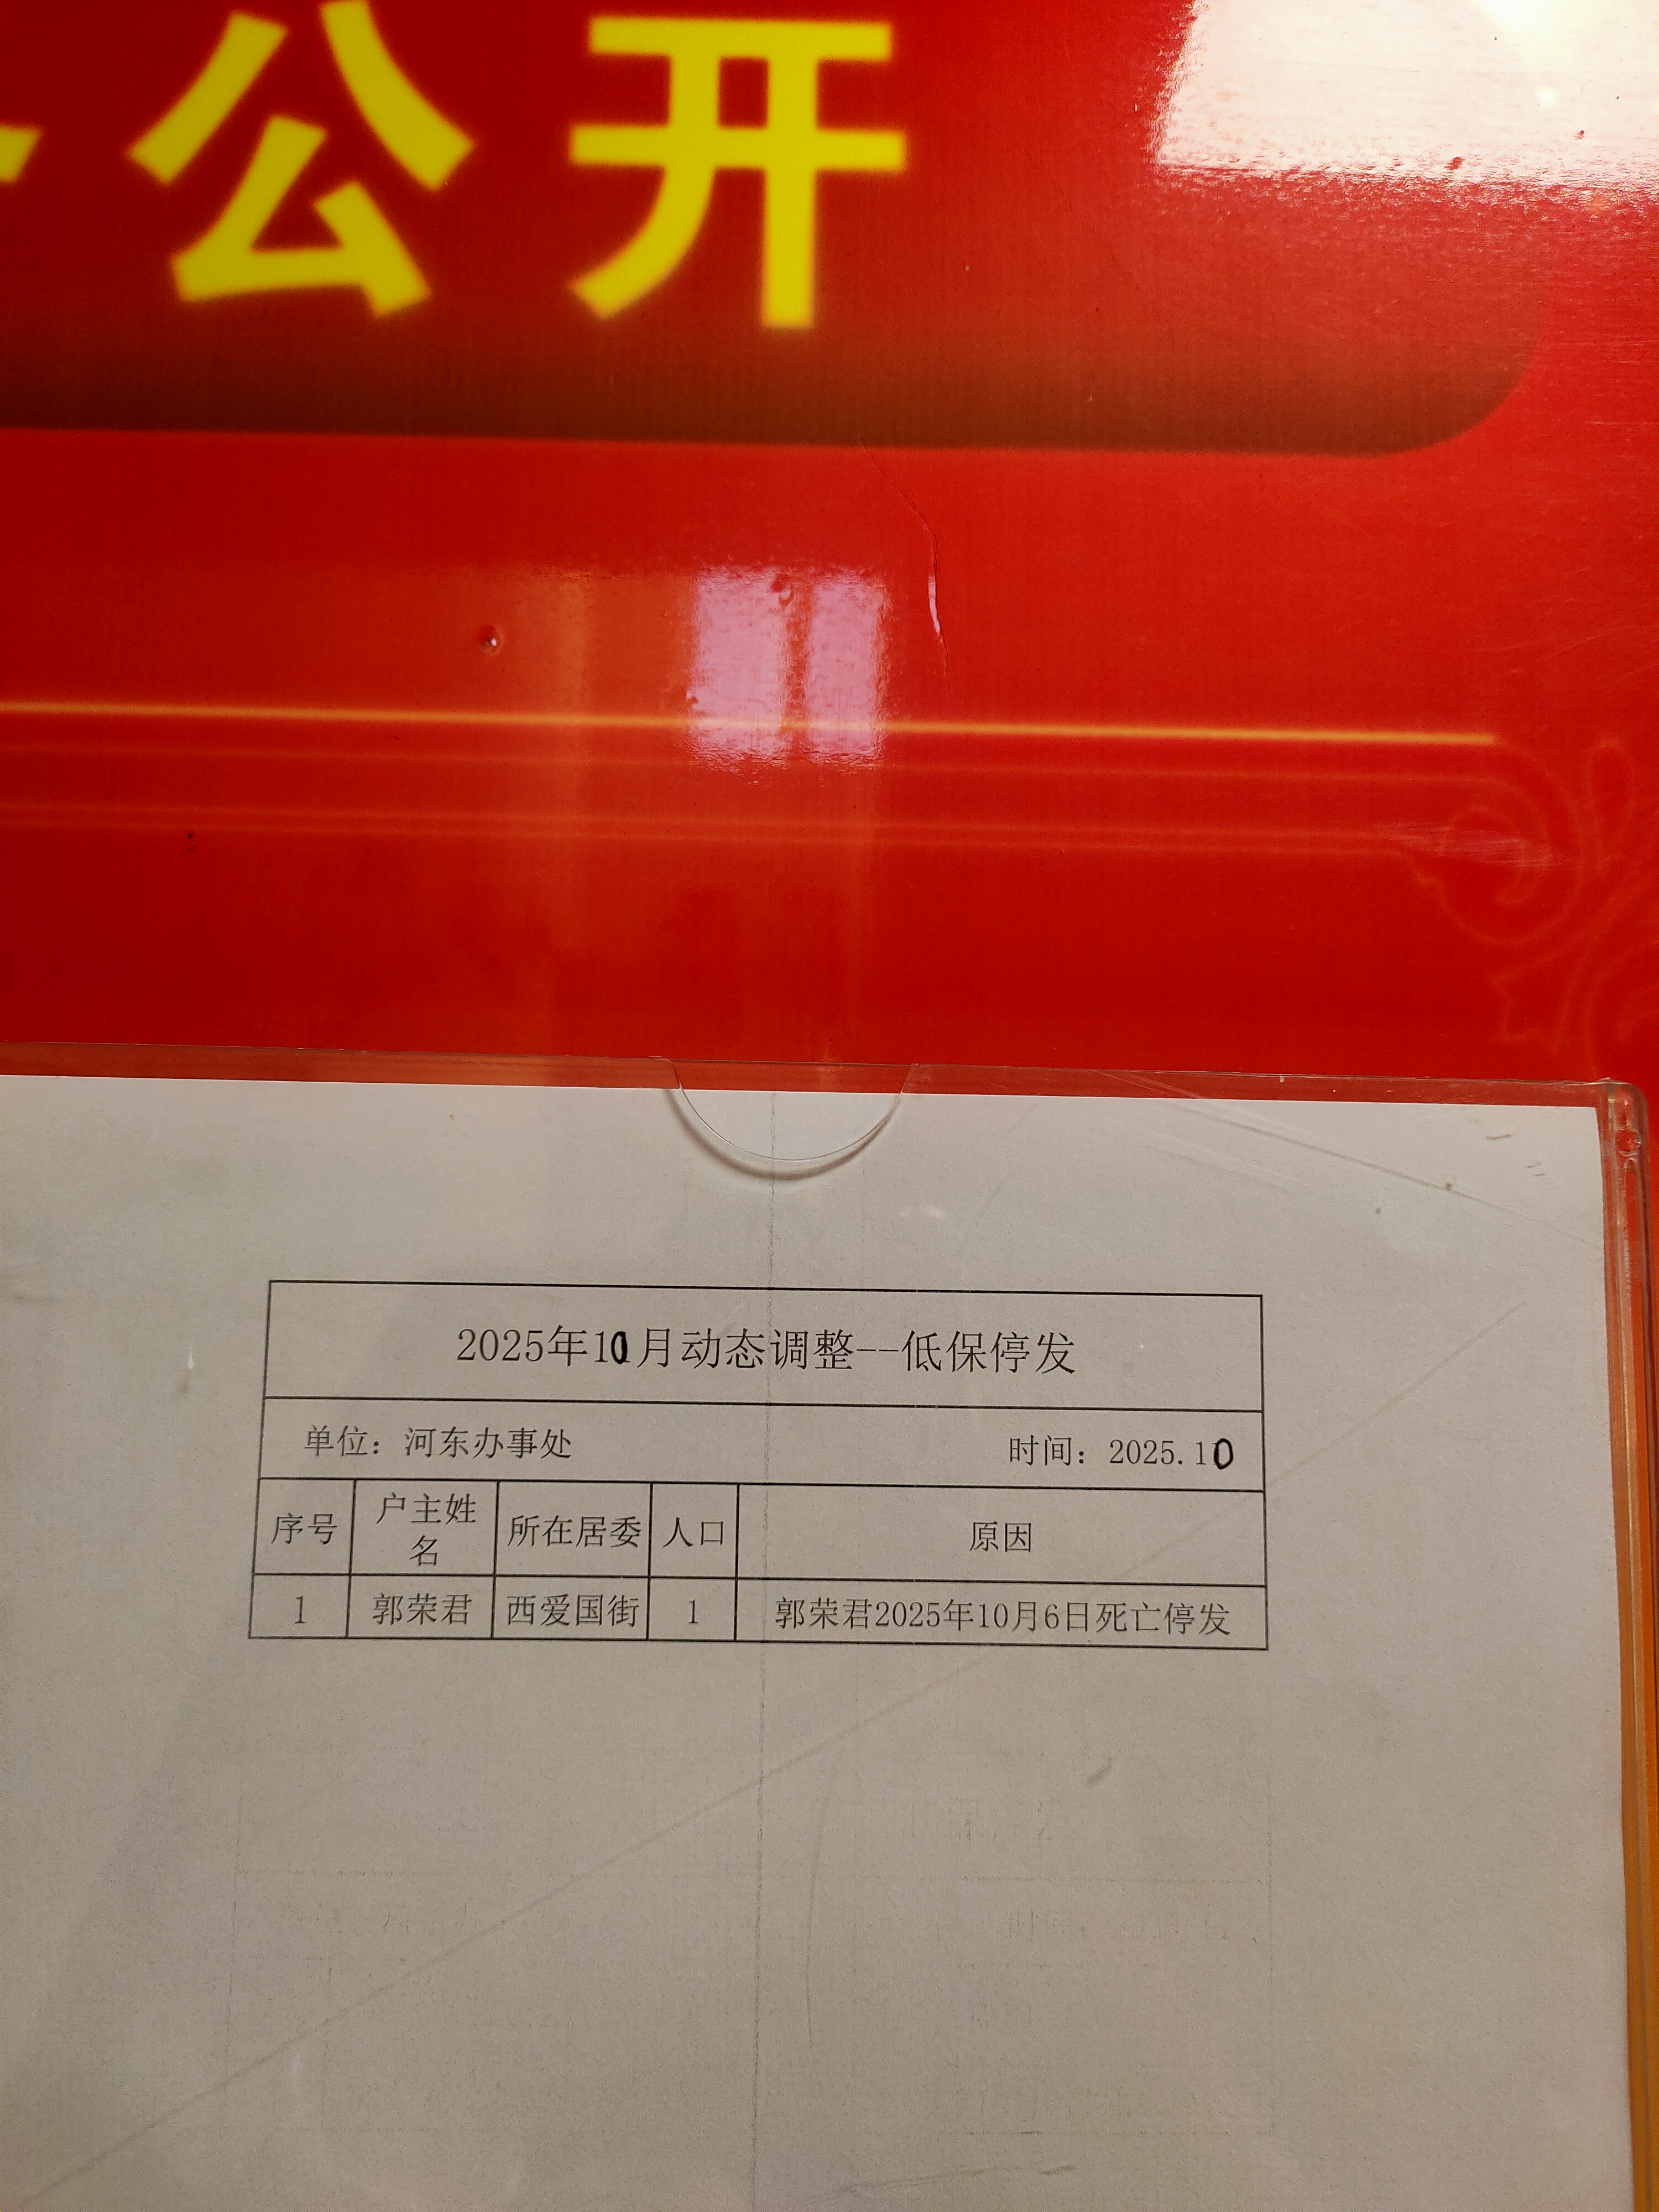 公开
2025年10月动态调整--低保停发
单位：河东办事处 时间：2025.10
序号 户主姓名 所在居委 人口 原因
1 郭荣君 西爱国街 1 郭荣君2025年10月6日死亡停发